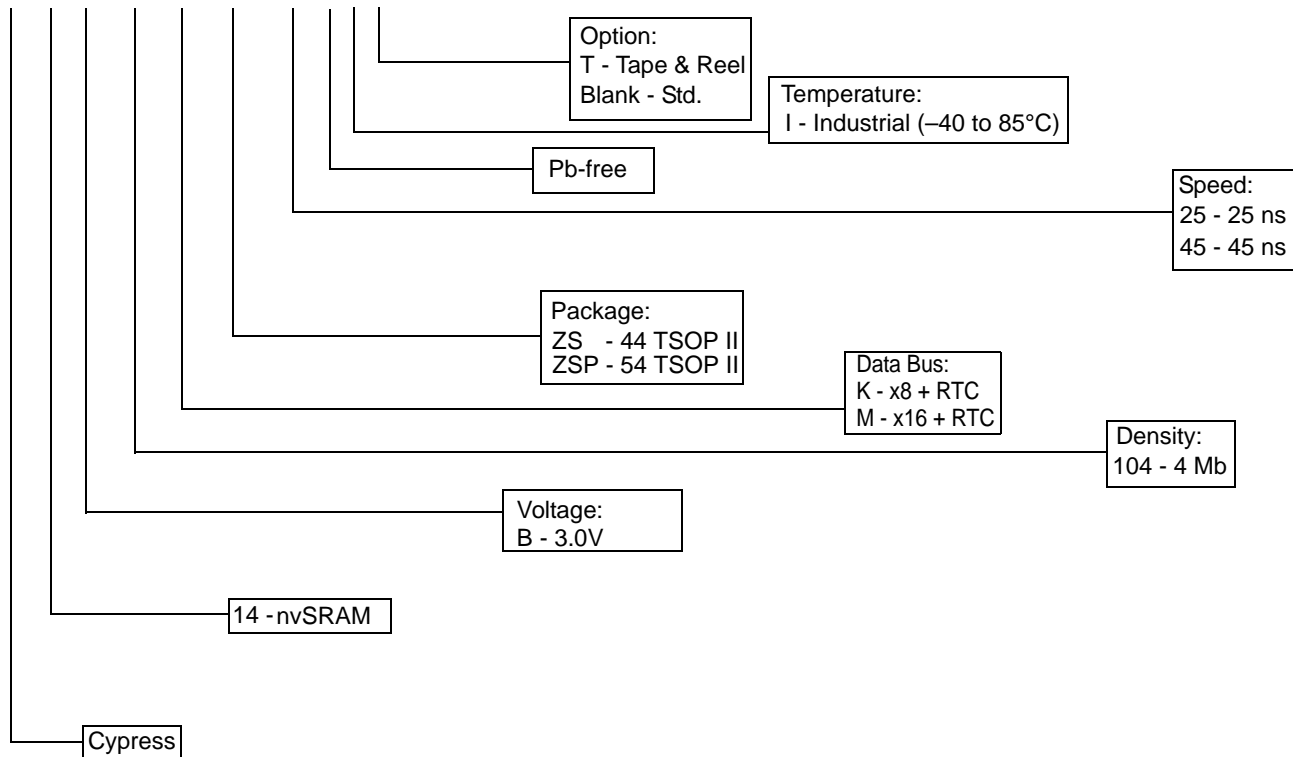 Option:
T - Tape & Reel
Blank - Std.
Temperature:
I - Industrial (–40 to 85°C)
Pb-free
Speed:
25 - 25 ns
45 - 45 ns
Package:
ZS - 44 TSOP II
ZSP - 54 TSOP II
Data Bus:
K - x8 + RTC
M - x16 + RTC
Density:
104 - 4 Mb
Voltage:
B - 3.0V
14 - nvSRAM
Cypress